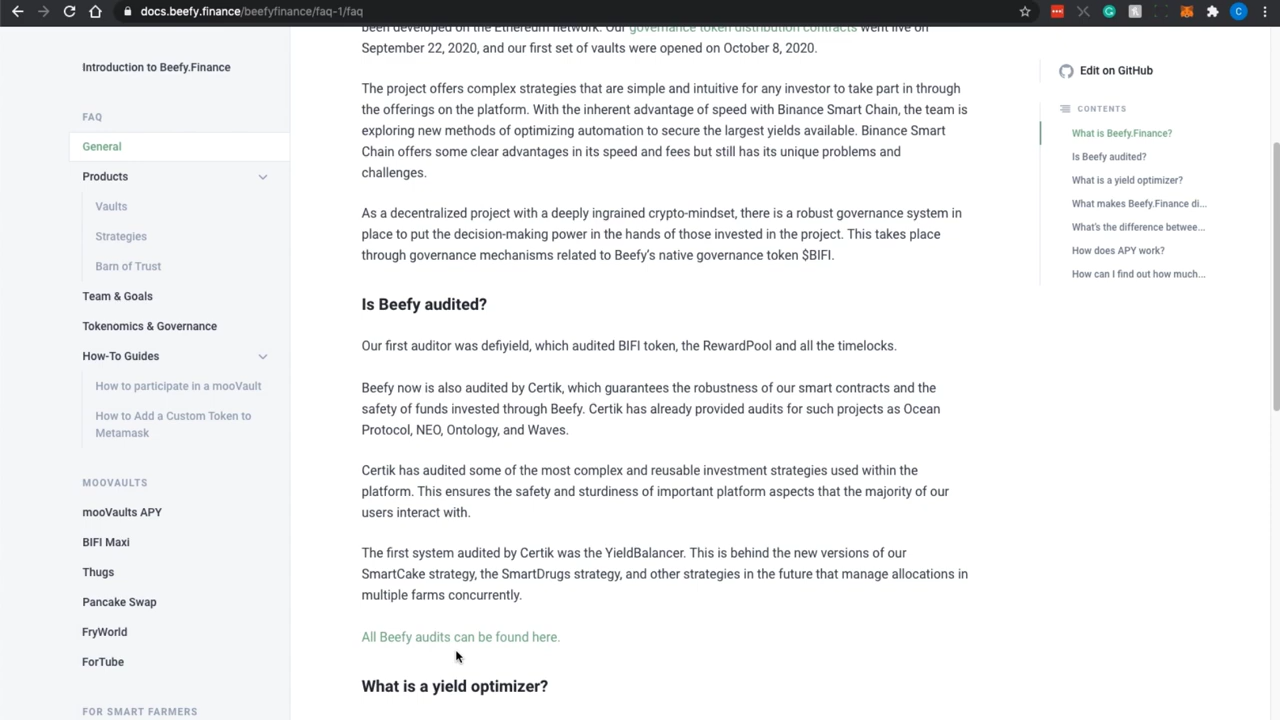 docs.beefy.finance/beefyfinance/faq-1/faq
C
Introduction to Beefy.Finance
FAQ
General
Products
Vaults
Strategies
Barn of Trust
Team & Goals
Tokenomics & Governance
How-To Guides
How to participate in a mooVault
How to Add a Custom Token to
Metamask
MOOVAULTS
mooVaults APY
BIFI Maxi
Thugs
Pancake Swap
FryWorld
ForTube
FOR SMART FARMERS
been developed on the Ethereum network. Our governance token distribution contracts went live on
September 22, 2020, and our first set of vaults were opened on October 8, 2020.
The project offers complex strategies that are simple and intuitive for any investor to take part in through
the offerings on the platform. With the inherent advantage of speed with Binance Smart Chain, the team is
exploring new methods of optimizing automation to secure the largest yields available. Binance Smart
Chain offers some clear advantages in its speed and fees but still has its unique problems and
challenges.
As a decentralized project with a deeply ingrained crypto-mindset, there is a robust governance system in
place to put the decision-making power in the hands of those invested in the project. This takes place
through governance mechanisms related to Beefy's native governance token $BIFI.
Is Beefy audited?
Our first auditor was defiyield, which audited BIFI token, the RewardPool and all the timelocks.
Beefy now is also audited by Certik, which guarantees the robustness of our smart contracts and the
safety of funds invested through Beefy. Certik has already provided audits for such projects as Ocean
Protocol, NEO, Ontology, and Waves.
Certik has audited some of the most complex and reusable investment strategies used within the
platform. This ensures the safety and sturdiness of important platform aspects that the majority of our
users interact with.
The first system audited by Certik was the YieldBalancer. This is behind the new versions of our
SmartCake strategy, the SmartDrugs strategy, and other strategies in the future that manage allocations in
multiple farms concurrently.
All Beefy audits can be found here.
What is a yield optimizer?
Edit on GitHub
CONTENTS
What is Beefy.Finance?
Is Beefy audited?
What is a yield optimizer?
What makes Beefy.Finance di...
What's the difference betwee...
How does APY work?
How can I find out how much...